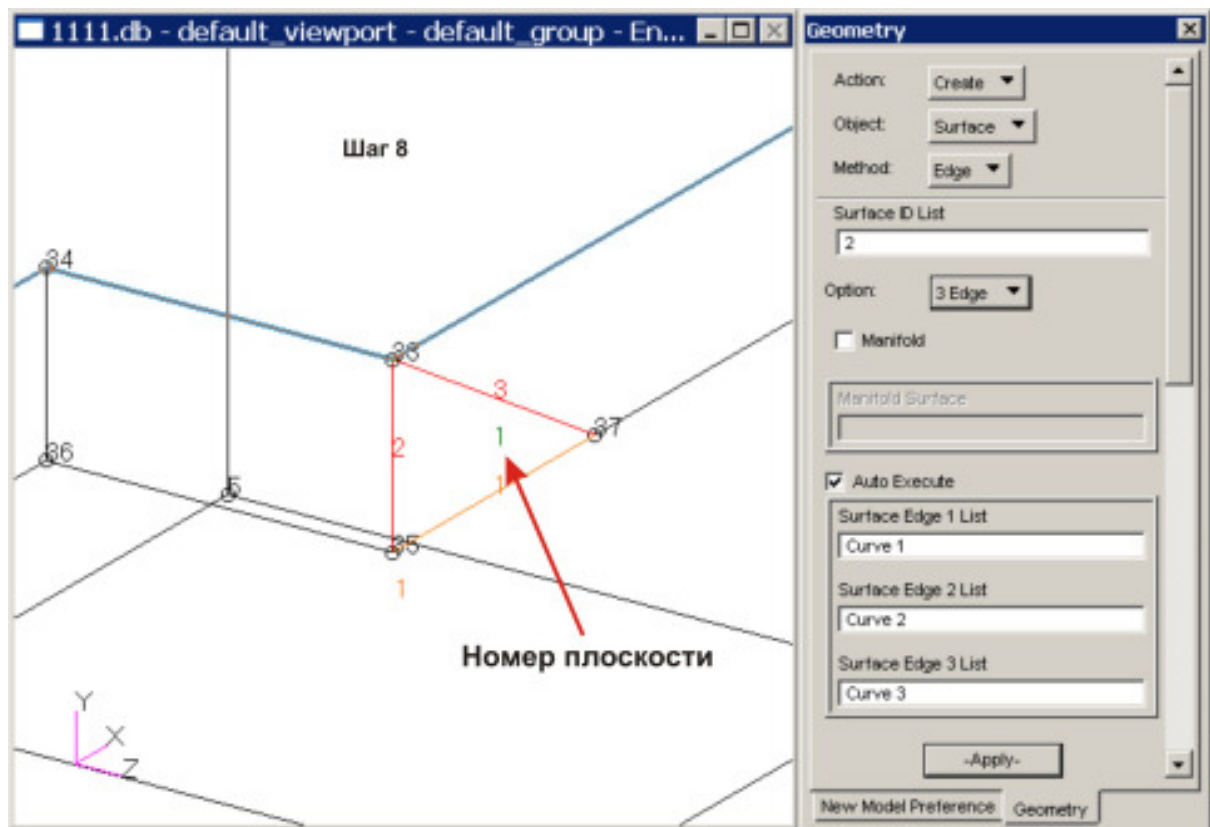 1111.db - default_viewport - default_group - En...
Шаг 8
34
33
3
37
1
2
36
1
5
35
1
Номер плоскости
Y
X
Z
Geometry
Action: Create
Object: Surface
Method: Edge
Surface ID List
2
Option: 3 Edge
Manifold
Manifold Surface
Auto Execute
Surface Edge 1 List
Curve 1
Surface Edge 2 List
Curve 2
Surface Edge 3 List
Curve 3
-Apply-
New Model Preference Geometry